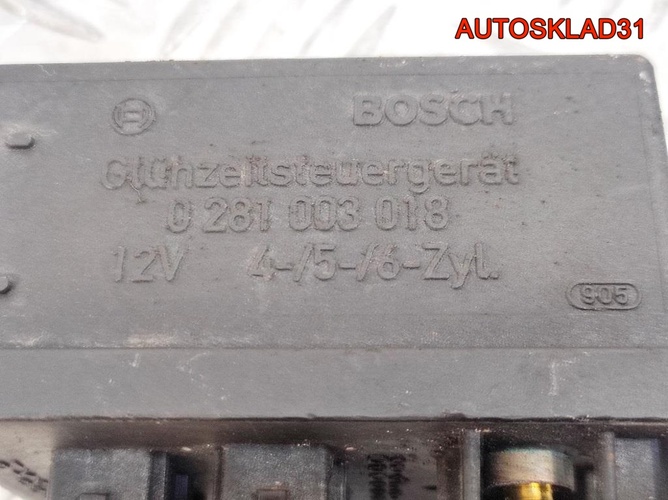 AUTOSKLAD31
BOSCH
Glühzeitsteuergerät
0 281 003 018
12V 4-/5-/6-Zyl.
905